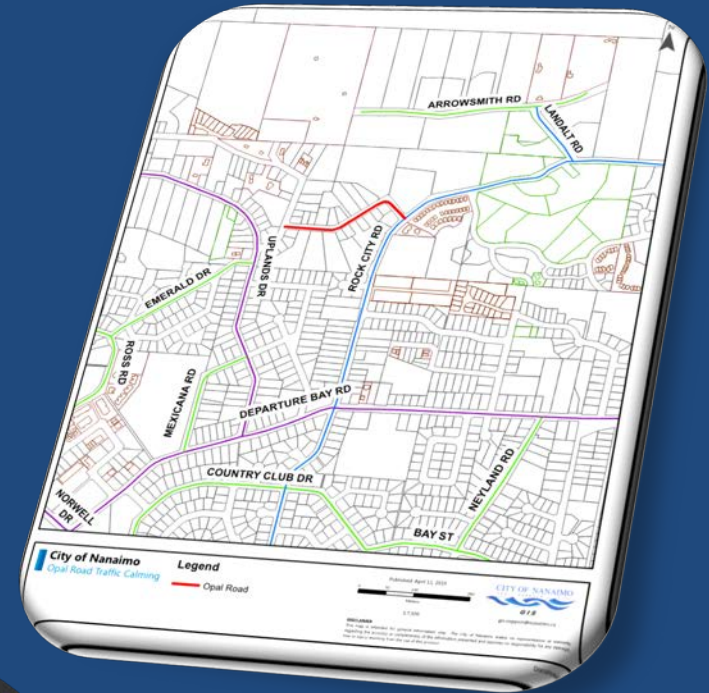 ARROWSMITH RD
LANDALT RD
ROCK CITY RD
UPLANDS DR
EMERALD DR
ROSS RD
MEXICANA RD
DEPARTURE BAY RD
COUNTRY CLUB DR
NEYLAND RD
NORWELL
DR
BAY ST
City of Nanaimo
Opal Road Traffic Calming
Legend
Opal Road
CITY OF NANAIMO
GIS